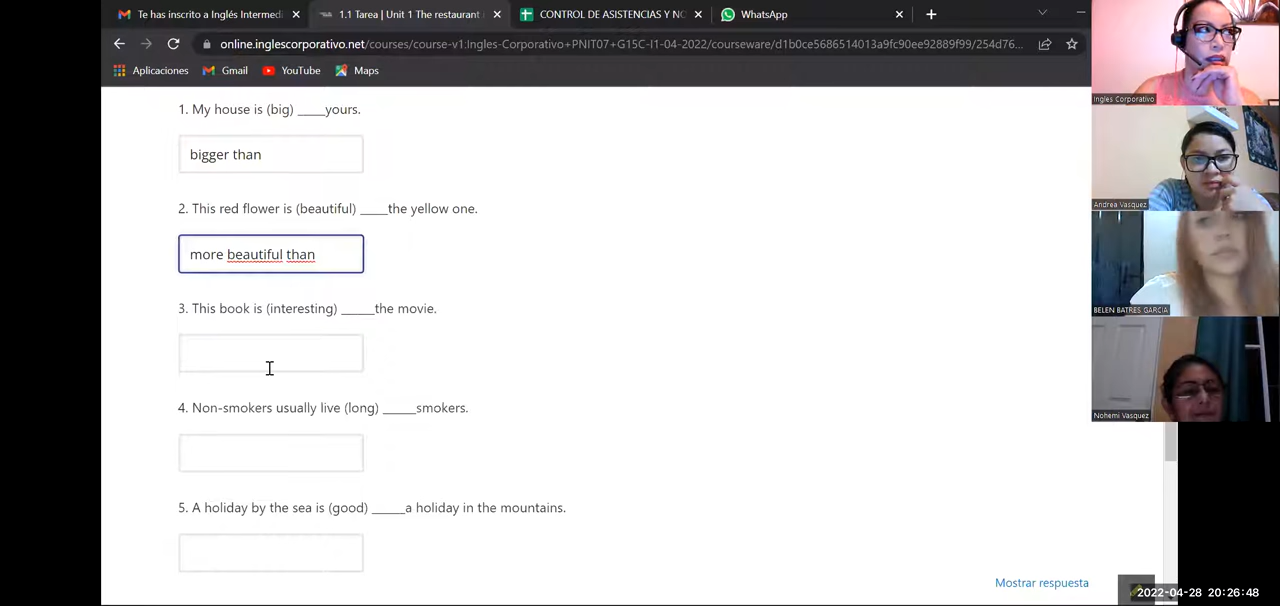 Te has inscrito a Inglés Intermedi
1.1 Tarea | Unit 1 The restaurant
CONTROL DE ASISTENCIAS Y NO
WhatsApp
online.inglescorporativo.net/courses/course-v1:Ingles-Corporativo+PNIT07+G15C-I1-04-2022/courseware/d1b0ce5686514013a9fc90ee92889f99/254d76...
Aplicaciones
Gmail
YouTube
Maps
1. My house is (big) ____yours.
bigger than
2. This red flower is (beautiful) ____the yellow one.
more beautiful than
3. This book is (interesting) _____the movie.
4. Non-smokers usually live (long) _____smokers.
5. A holiday by the sea is (good) _____a holiday in the mountains.
Mostrar respuesta
Ingles Corporativo
Andrea Vasquez
BELEN BATRES GARCIA
Nohemi Vasquez
2022-04-28 20:26:48